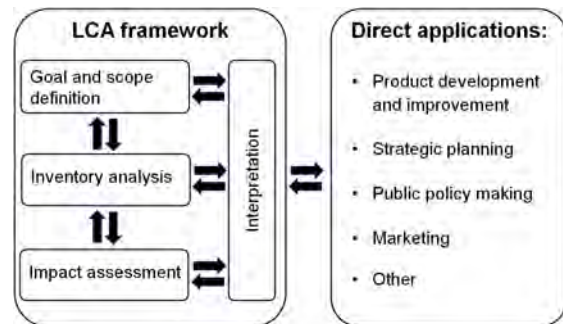 LCA framework
Goal and scope
definition
Inventory analysis
Impact assessment
Interpretation
Direct applications:
• Product development
and improvement
• Strategic planning
• Public policy making
• Marketing
• Other